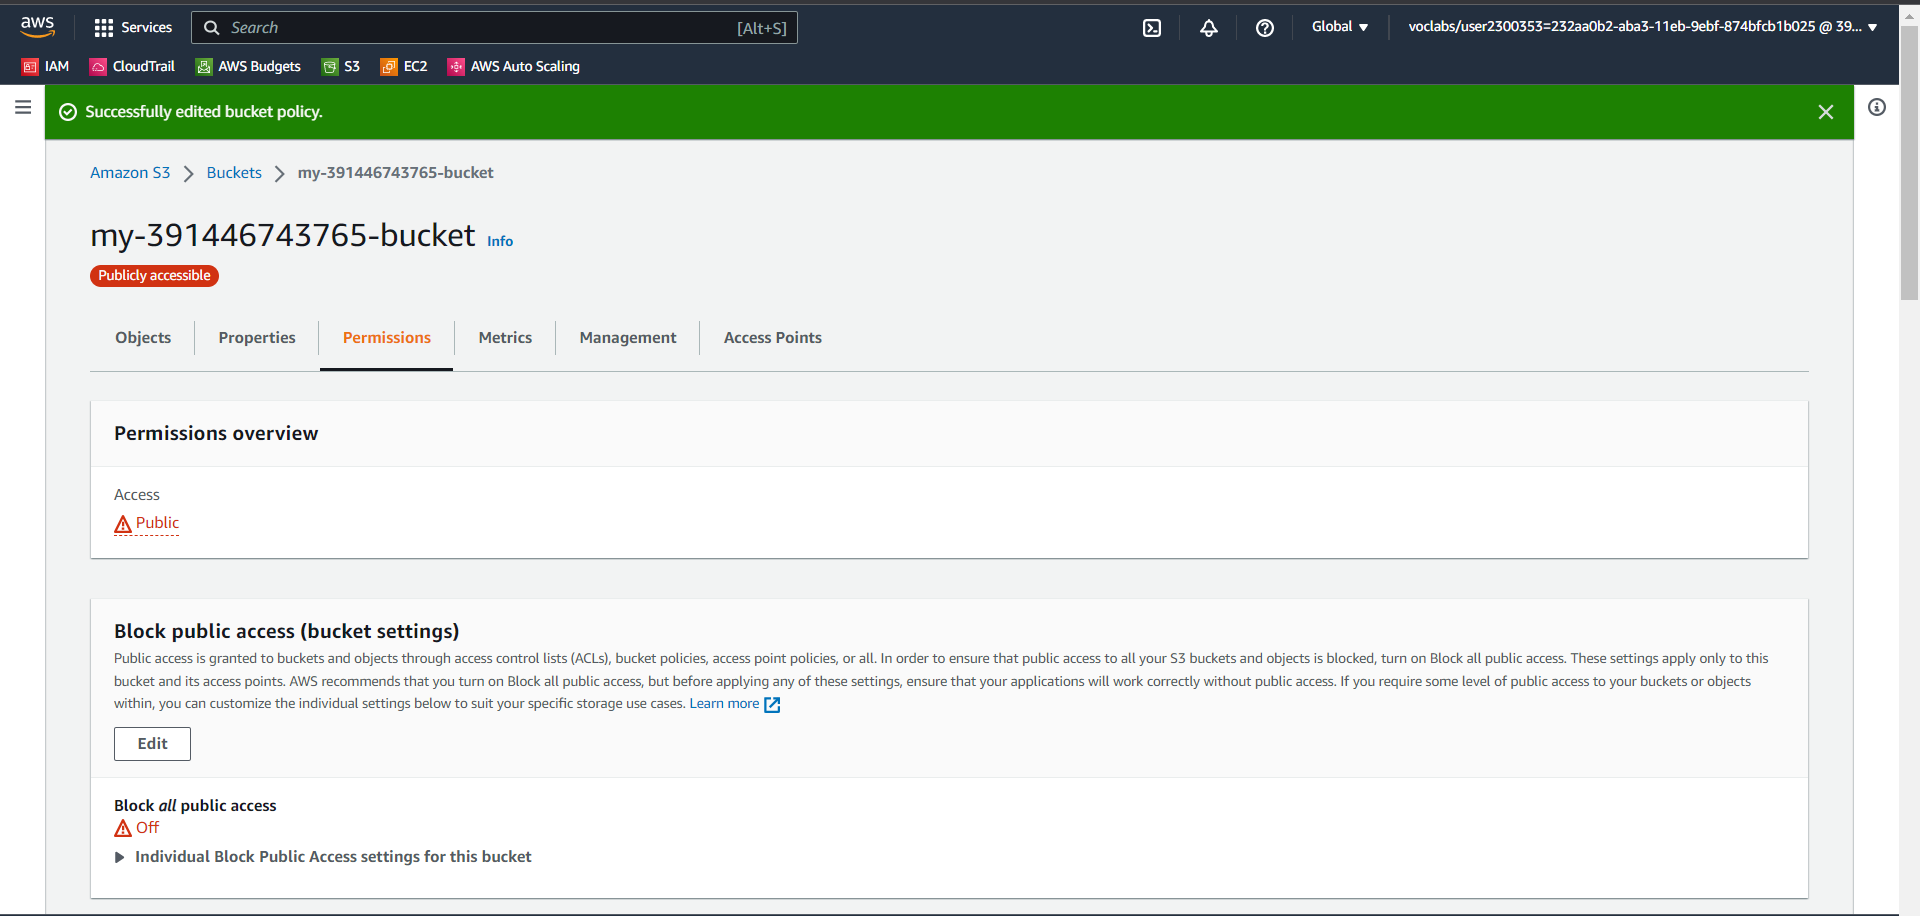 aws
Services
Search
[Alt+S]
Global
voclabs/user2300353=232aa0b2-aba3-11eb-9ebf-874bfcb1b025 @ 39...
IAM
CloudTrail
AWS Budgets
S3
EC2
AWS Auto Scaling
Successfully edited bucket policy.
Amazon S3
Buckets
my-391446743765-bucket
my-391446743765-bucket
Info
Publicly accessible
Objects
Properties
Permissions
Metrics
Management
Access Points
Permissions overview
Access
Public
Block public access (bucket settings)
Public access is granted to buckets and objects through access control lists (ACLs), bucket policies, access point policies, or all. In order to ensure that public access to all your S3 buckets and objects is blocked, turn on Block all public access. These settings apply only to this
bucket and its access points. AWS recommends that you turn on Block all public access, but before applying any of these settings, ensure that your applications will work correctly without public access. If you require some level of public access to your buckets or objects
within, you can customize the individual settings below to suit your specific storage use cases. Learn more
Edit
Block all public access
Off
Individual Block Public Access settings for this bucket